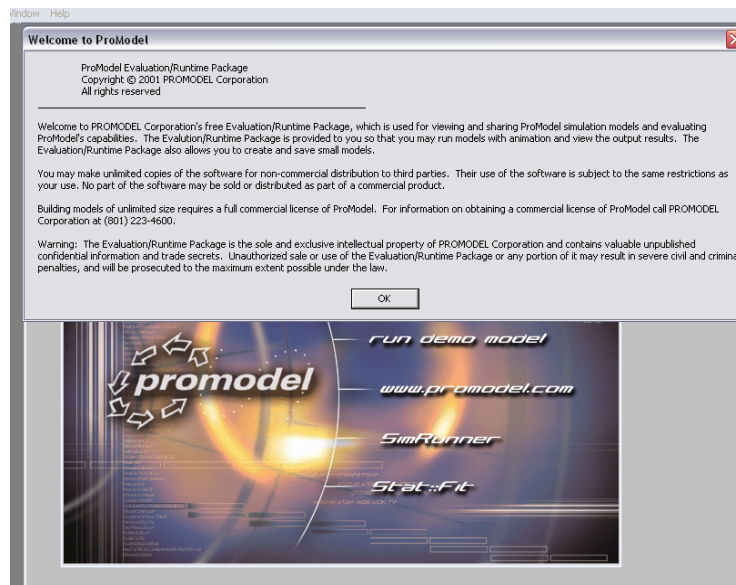 Window Help
Welcome to ProModel
ProModel Evaluation/Runtime Package
Copyright © 2001 PROMODEL Corporation
All rights reserved
Welcome to PROMODEL Corporation's free Evaluation/Runtime Package, which is used for viewing and sharing ProModel simulation models and evaluating
ProModel's capabilities. The Evalution/Runtime Package is provided to you so that you may run models with animation and view the output results. The
Evaluation/Runtime Package also allows you to create and save small models.
You may make unlimited copies of the software for non-commercial distribution to third parties. Their use of the software is subject to the same restrictions as
your use. No part of the software may be sold or distributed as part of a commercial product.
Building models of unlimited size requires a full commercial license of ProModel. For information on obtaining a commercial license of ProModel call PROMODEL
Corporation at (801) 223-4600.
Warning: The Evaluation/Runtime Package is the sole and exclusive intellectual property of PROMODEL Corporation and contains valuable unpublished
confidential information and trade secrets. Unauthorized sale or use of the Evaluation/Runtime Package or any portion of it may result in severe civil and crimina
penalties, and will be prosecuted to the maximum extent possible under the law.
OK
run demo model
promodel
www.promodel.com
SimRunner
Stat::Fit